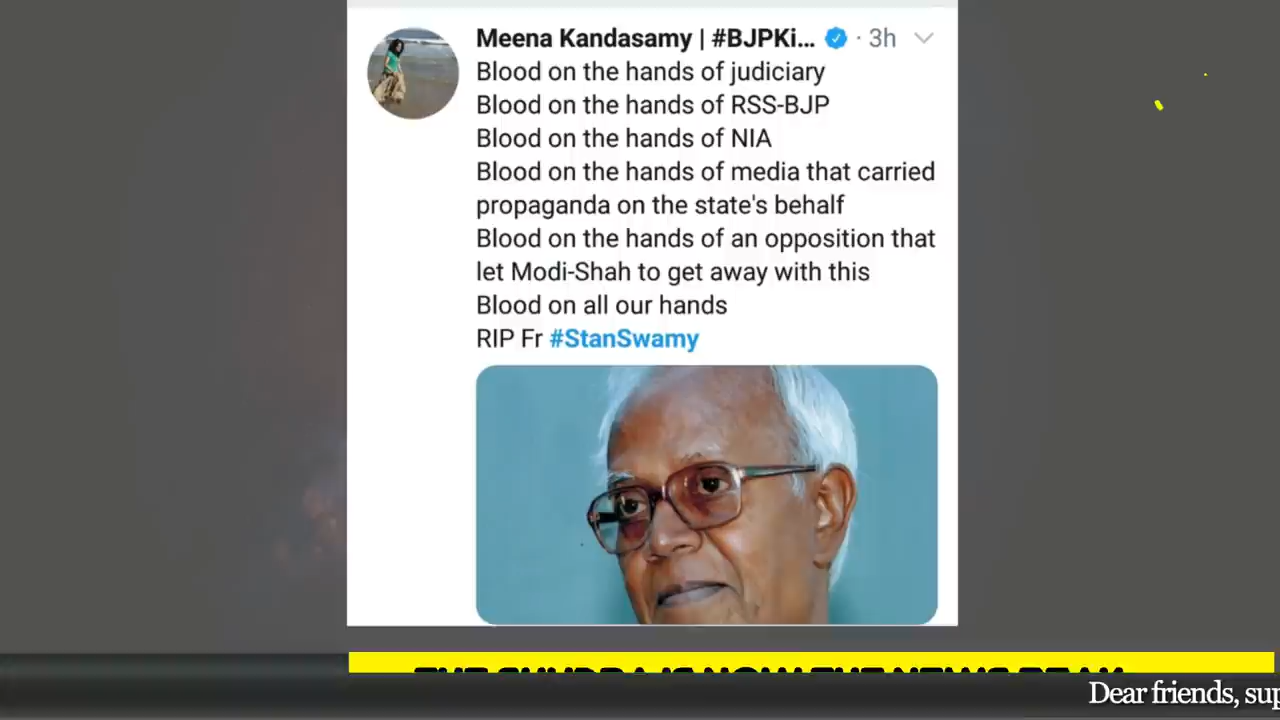 Meena Kandasamy | #BJPKi... · 3h
Blood on the hands of judiciary
Blood on the hands of RSS-BJP
Blood on the hands of NIA
Blood on the hands of media that carried
propaganda on the state's behalf
Blood on the hands of an opposition that
let Modi-Shah to get away with this
Blood on all our hands
RIP Fr #StanSwamy
Dear friends, sup